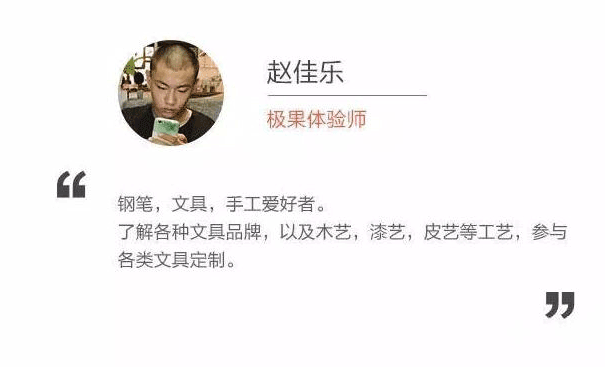 赵佳乐
极果体验师
钢笔，文具，手工爱好者。
了解各种文具品牌，以及木艺，漆艺，皮艺等工艺，参与
各类文具定制。